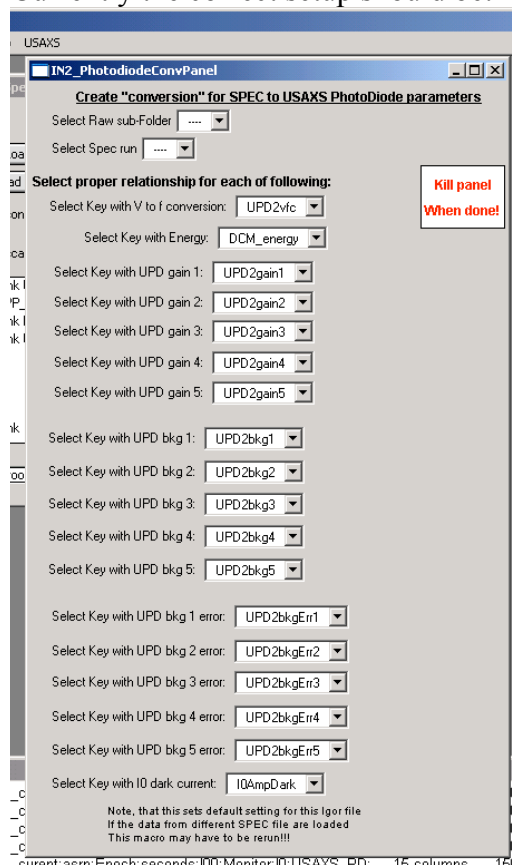 Currently the correct setup should be:
USAXS
IN2_PhotodiodeConvPanel
Create "conversion" for SPEC to USAXS PhotoDiode parameters
Select Raw sub-Folder ----
Select Spec run ----
Select proper relationship for each of following:
Kill panel
When done!
Select Key with V to f conversion: UPD2vfc
Select Key with Energy: DCM_energy
Select Key with UPD gain 1: UPD2gain1
Select Key with UPD gain 2: UPD2gain2
Select Key with UPD gain 3: UPD2gain3
Select Key with UPD gain 4: UPD2gain4
Select Key with UPD gain 5: UPD2gain5
Select Key with UPD bkg 1: UPD2bkg1
Select Key with UPD bkg 2: UPD2bkg2
Select Key with UPD bkg 3: UPD2bkg3
Select Key with UPD bkg 4: UPD2bkg4
Select Key with UPD bkg 5: UPD2bkg5
Select Key with UPD bkg 1 error: UPD2bkgErr1
Select Key with UPD bkg 2 error: UPD2bkgErr2
Select Key with UPD bkg 3 error: UPD2bkgErr3
Select Key with UPD bkg 4 error: UPD2bkgErr4
Select Key with UPD bkg 5 error: UPD2bkgErr5
Select Key with I0 dark current: I0AmpDark
Note, that this sets default setting for this Igor file
If the data from different SPEC file are loaded
This macro may have to be rerun!!!